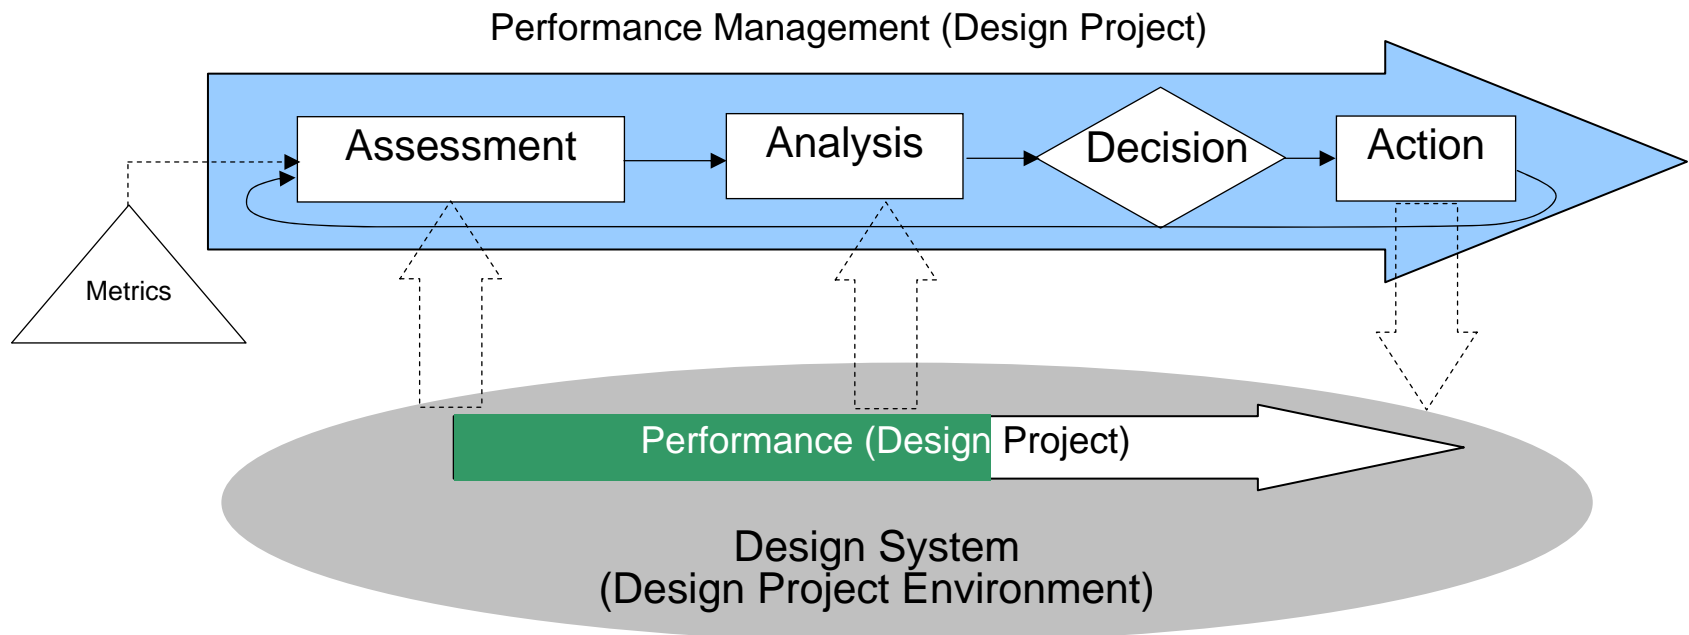 Performance Management (Design Project)
Assessment
Analysis
Decision
Action
Metrics
Performance (Design Project)
Design System
(Design Project Environment)